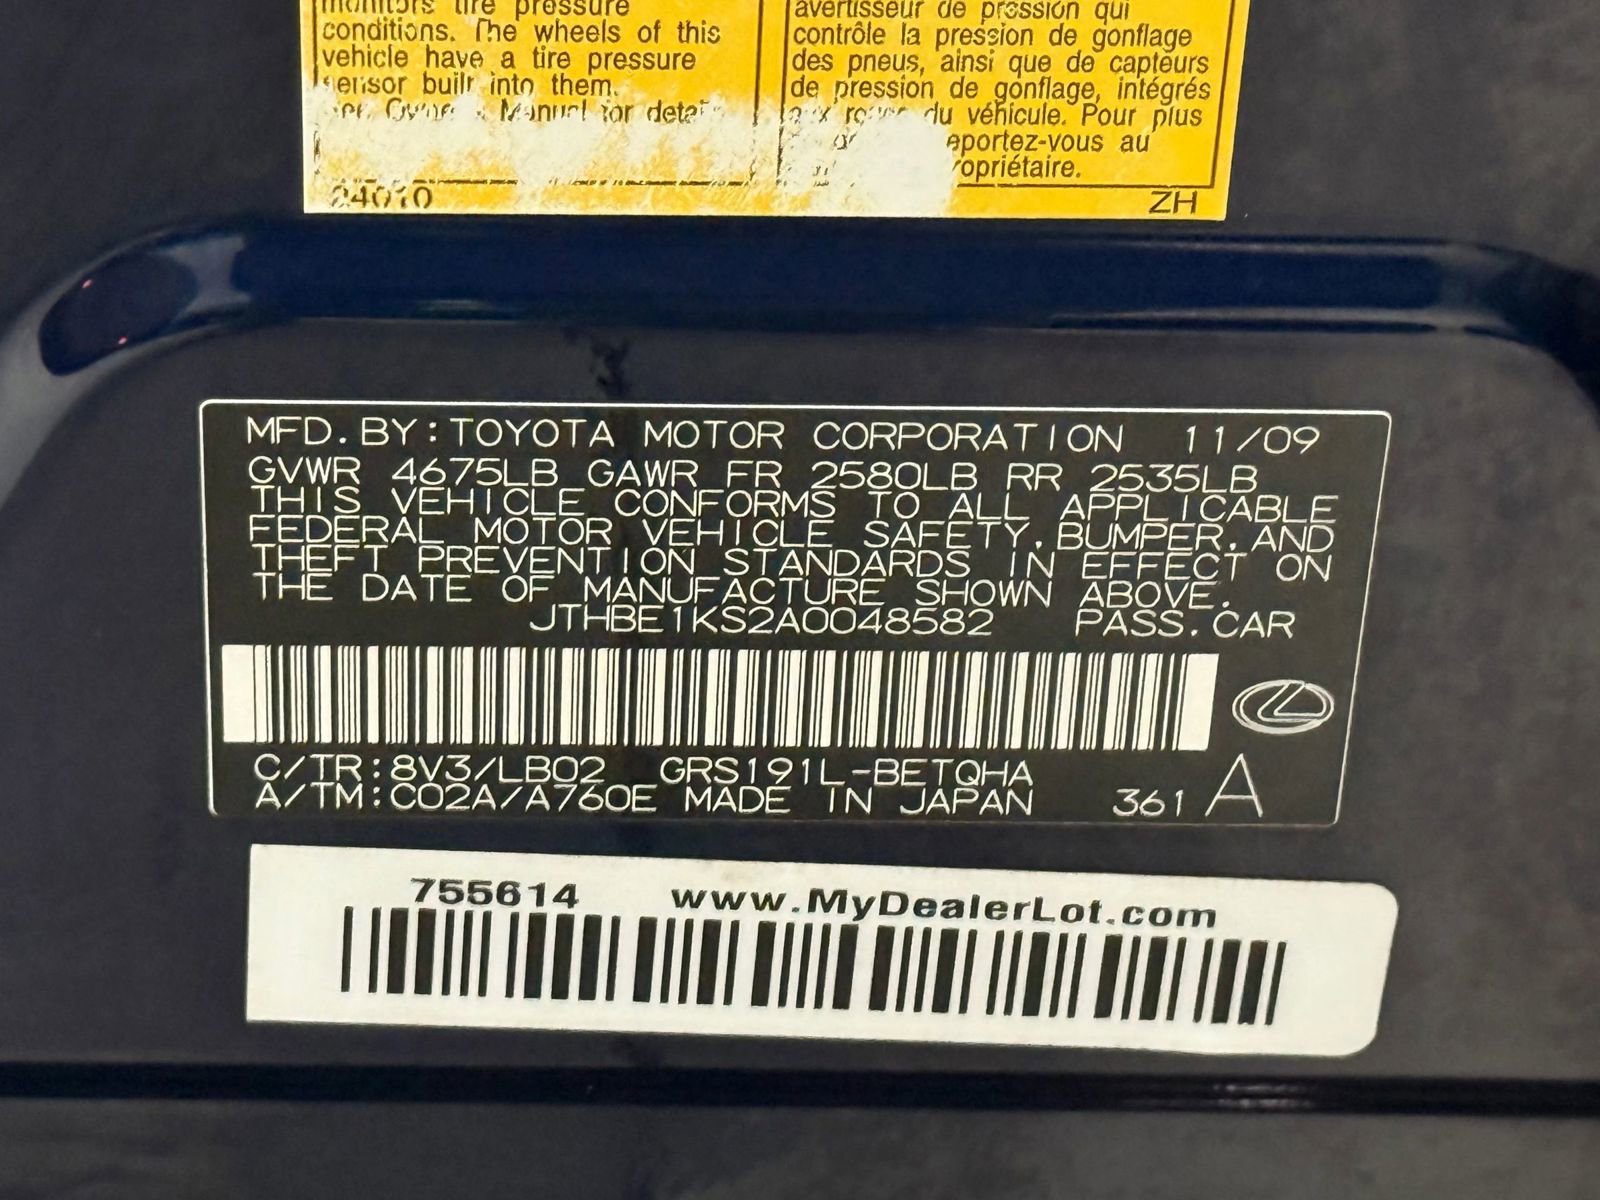 monitors tire pressure
conditions. The wheels of this
vehicle have a tire pressure
sensor built into them.
Manual for
avertisseur de pression qui
contrôle la pression de gonflage
des pneus, ainsi que de capteurs
de pression de gonflage, intégrés
du véhicule. Pour plus
eportez-vous au
opriétaire.
24010
ZH
MFD. BY: TOYOTA MOTOR CORPORATION 11/09
GVWR 4675LB GAWR FR 2580LB RR 2535LB
THIS VEHICLE CONFORMS TO ALL APPLICABLE
FEDERAL MOTOR VEHICLE SAFETY, BUMPER, AND
THEFT PREVENTION STANDARDS IN EFFECT ON
THE DATE OF MANUFACTURE SHOWN ABOVE.
JTHBE1KS2A0048582 PASS. CAR
C/TR: 8V3/LB02 GRS191L-BETQHA
A/TM: C02A/A760E MADE IN JAPAN 361 A
755614 www.MyDealerLot.com